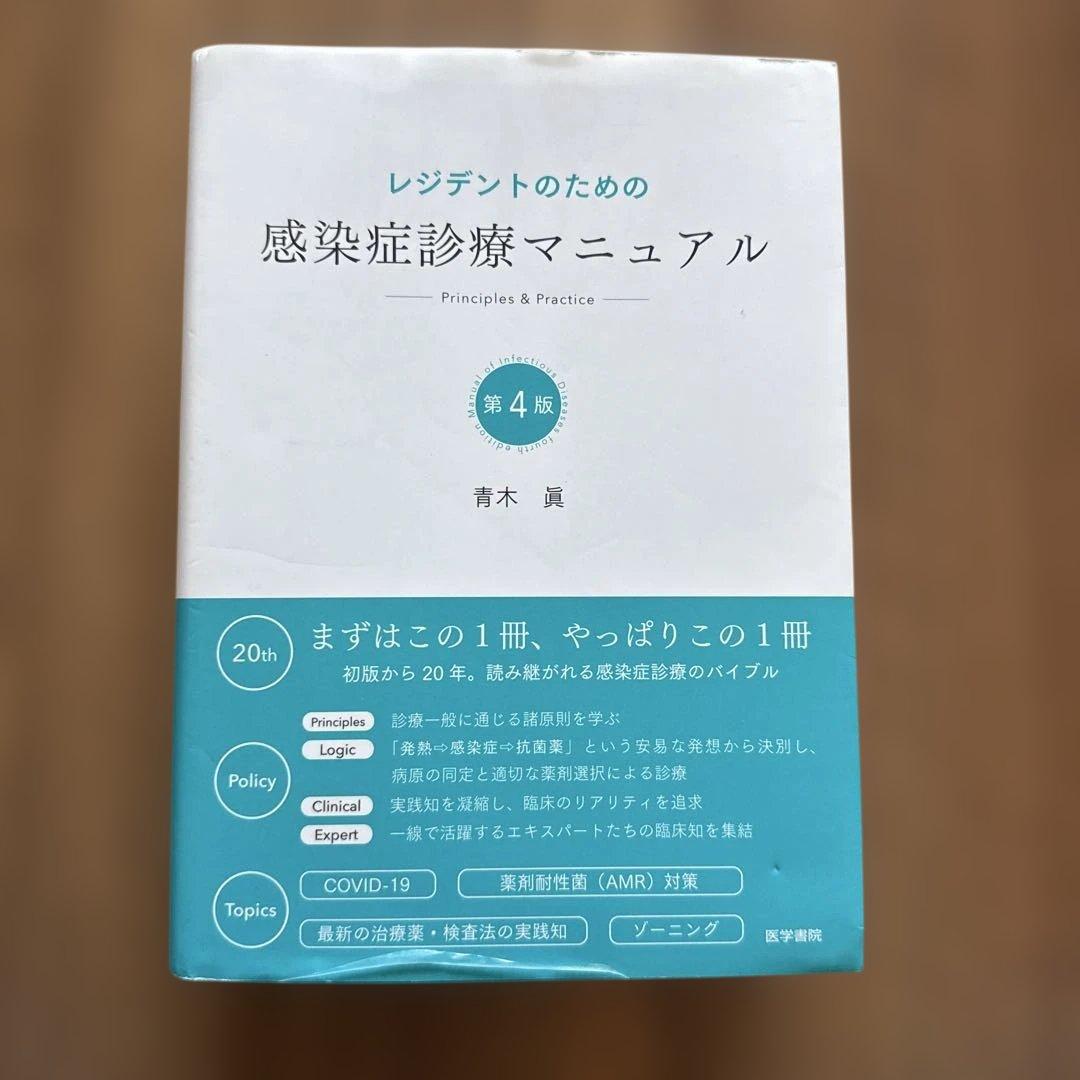 レジデントのための
感染症診療マニュアル
Principles & Practice
Manual of Infectious Diseases fourth edition
第4版
青木 眞
20th
まずはこの1冊、やっぱりこの1冊
初版から20年。読み継がれる感染症診療のバイブル
Policy
Principles 診療一般に通じる諸原則を学ぶ
Logic 「発熱⇨感染症⇨抗菌薬」という安易な発想から決別し、
病原の同定と適切な薬剤選択による診療
Clinical 実践知を凝縮し、臨床のリアリティを追求
Expert 一線で活躍するエキスパートたちの臨床知を集結
Topics
COVID-19 薬剤耐性菌（AMR）対策
最新の治療薬・検査法の実践知 ゾーニング
医学書院